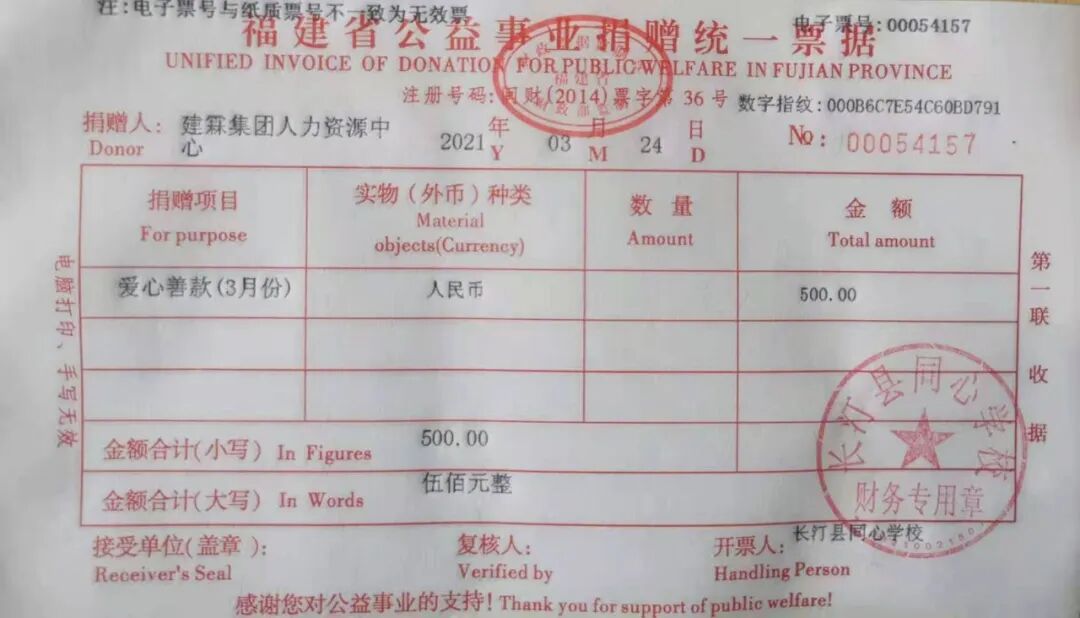 注:电子票号与纸质票号不一致为无效票
电子票号:00054157
福建省公益事业捐赠统一票据
UNIFIED INVOICE OF DONATION FOR PUBLIC WELFARE IN FUJIAN PROVINCE
注册号码:闽财(2014)票字第 36 号
数字指纹:000B6C7E54C60BD791
福建省
捐赠人: 建霖集团人力资源中
心
Donor
2021 年 03 月 24 日
Y M D
No: 00054157
捐赠项目 实物(外币)种类 数 量 金 额
For purpose Material objects(Currency) Amount Total amount
爱心善款(3月份) 人民币 500.00
金额合计(小写) In Figures 500.00
金额合计(大写) In Words 伍佰元整
电脑打印、手写无效
第一联 收据
长汀县同心学校
财务专用章
接受单位(盖章): 复核人: 开票人: 长汀县同心学校
Receiver's Seal Verified by Handling Person
感谢您对公益事业的支持! Thank you for support of public welfare!